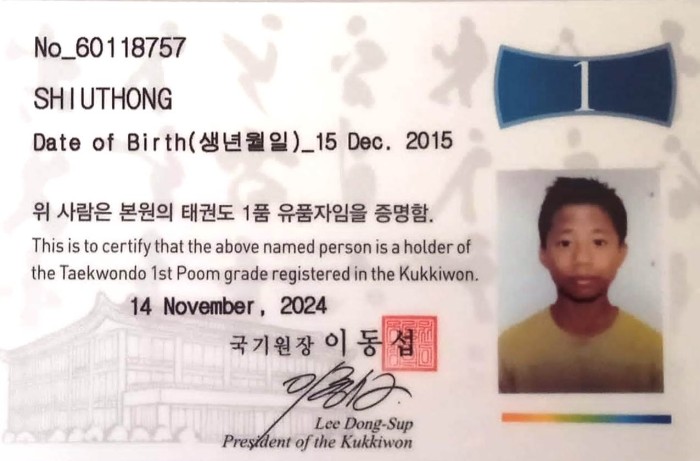 No_60118757
1
SHIUTHONG
Date of Birth(생년월일)_15 Dec. 2015
위 사람은 본원의 태권도 1품 유품자임을 증명함.
This is to certify that the above named person is a holder of
the Taekwondo 1st Poom grade registered in the Kukkiwon.
14 November, 2024
국기원장 이동섭
Lee Dong-Sup
President of the Kukkiwon